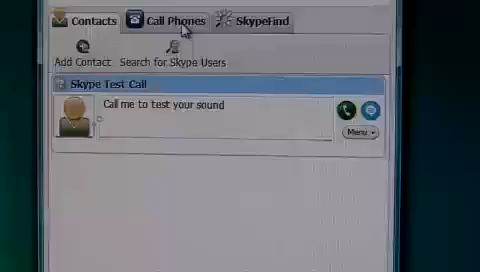 Contacts Call Phones SkypeFind
Add Contact Search for Skype Users
Skype Test Call
Call me to test your sound
Menu